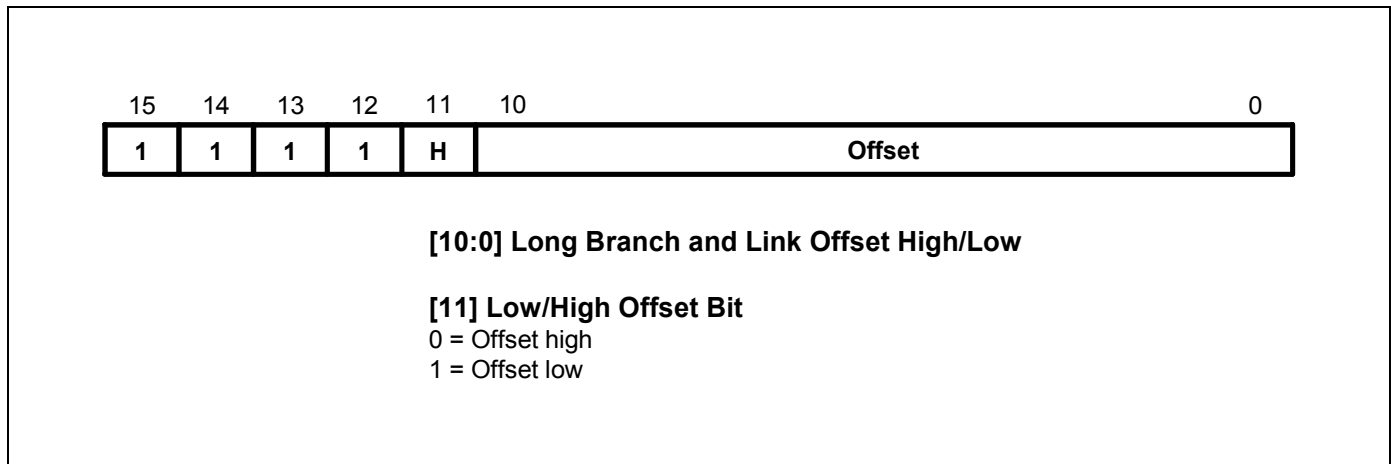 15 14 13 12 11 10 0
1 1 1 1 H Offset
[10:0] Long Branch and Link Offset High/Low
[11] Low/High Offset Bit
0 = Offset high
1 = Offset low